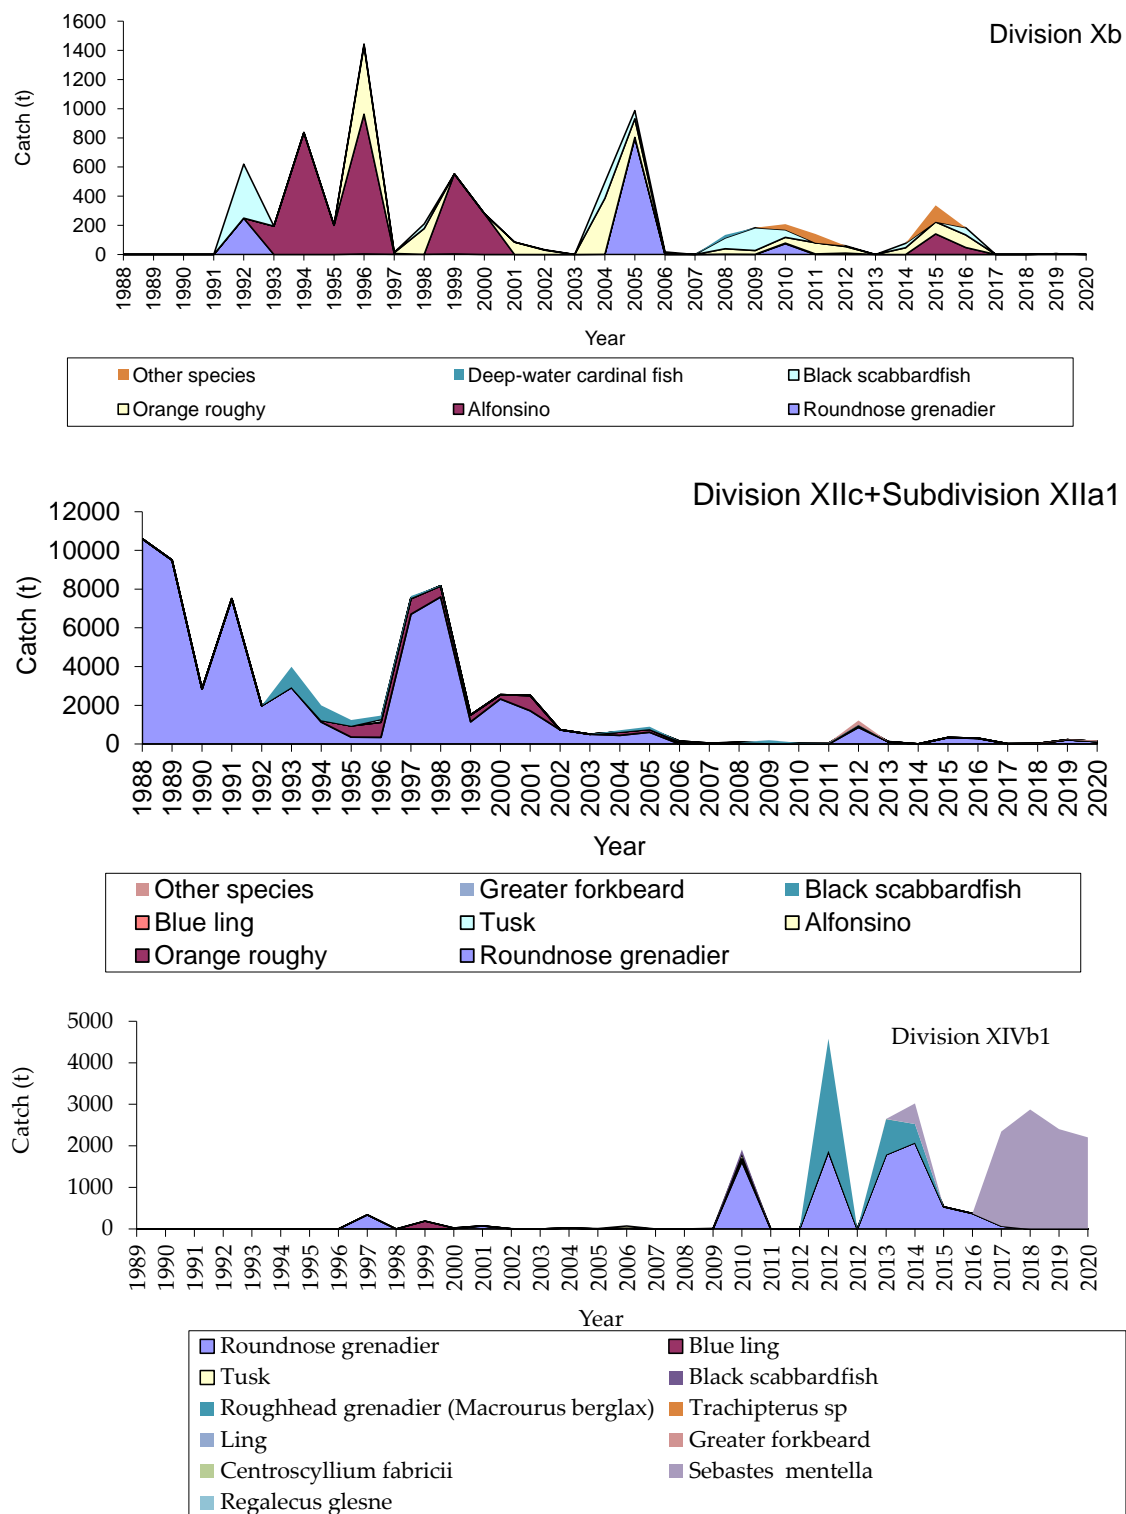 Division Xb
Catch (t)
1600
1400
1200
1000
800
600
400
200
0
1988 1989 1990 1991 1992 1993 1994 1995 1996 1997 1998 1999 2000 2001 2002 2003 2004 2005 2006 2007 2008 2009 2010 2011 2012 2013 2014 2015 2016 2017 2018 2019 2020
Year
Other species Deep-water cardinal fish Black scabbardfish
Orange roughy Alfonsino Roundnose grenadier
Division XIIc+Subdivision XIIa1
Catch (t)
12000
10000
8000
6000
4000
2000
0
1988 1989 1990 1991 1992 1993 1994 1995 1996 1997 1998 1999 2000 2001 2002 2003 2004 2005 2006 2007 2008 2009 2010 2011 2012 2013 2014 2015 2016 2017 2018 2019 2020
Year
Other species Greater forkbeard Black scabbardfish
Blue ling Tusk Alfonsino
Orange roughy Roundnose grenadier
Division XIVb1
Catch (t)
5000
4000
3000
2000
1000
0
1989 1990 1991 1992 1993 1994 1995 1996 1997 1998 1999 2000 2001 2002 2003 2004 2005 2006 2007 2008 2009 2010 2011 2012 2012 2012 2013 2014 2015 2016 2017 2018 2019 2020
Year
Roundnose grenadier Blue ling
Tusk Black scabbardfish
Roughhead grenadier (Macrourus berglax) Trachipterus sp
Ling Greater forkbeard
Centroscyllium fabricii Sebastes mentella
Regalecus glesne